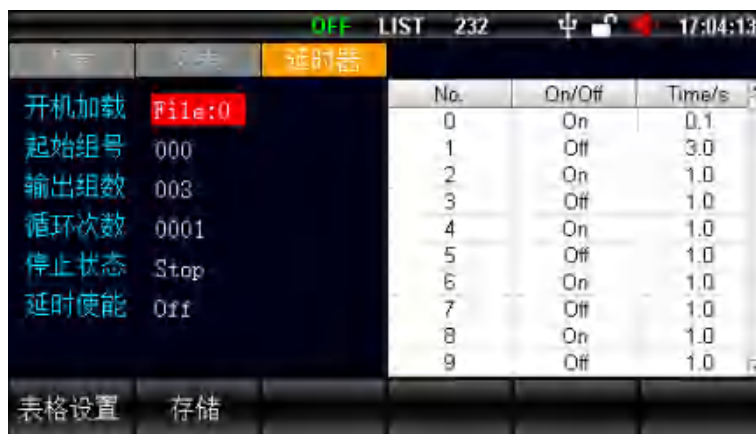 OFF LIST 232 17:04:13
延时器
开机加载 File:0
起始组号 000
输出组数 003
循环次数 0001
停止状态 Stop
延时使能 Off
No. On/Off Time/s
0 On 0.1
1 Off 3.0
2 On 1.0
3 Off 1.0
4 On 1.0
5 Off 1.0
6 On 1.0
7 Off 1.0
8 On 1.0
9 Off 1.0
表格设置 存储